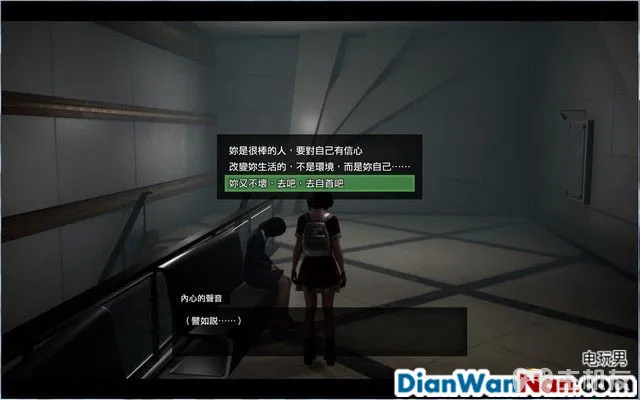 妳是很棒的人，要對自己有信心
改變妳生活的，不是環境，而是妳自己……
妳又不壞，去吧，去自首吧
內心的聲音
（譬如説……）
电玩男
DianWanNan.com